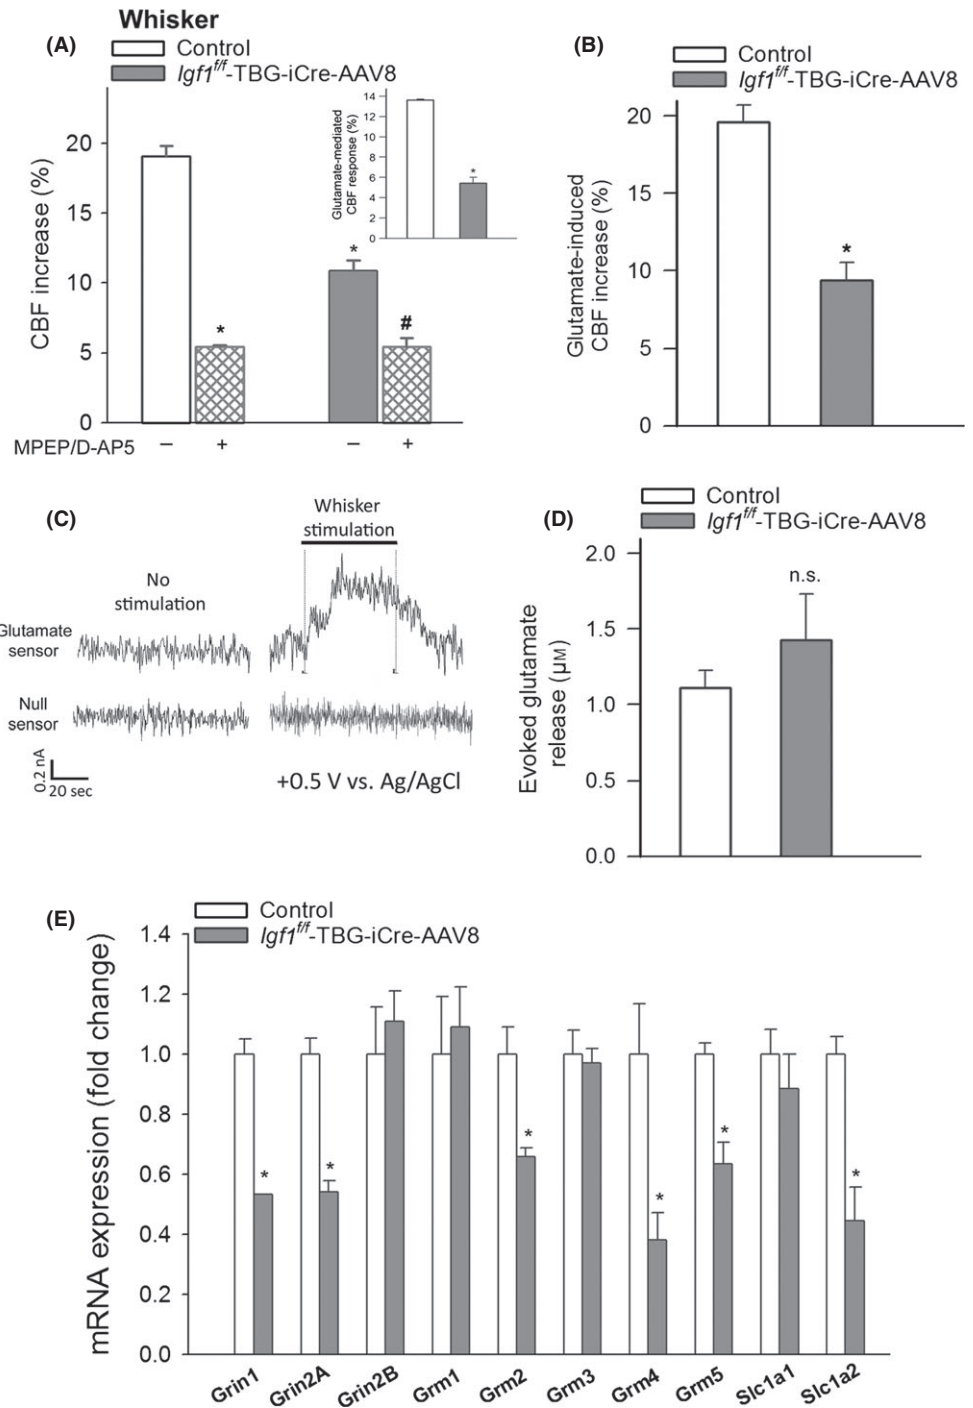 Whisker
(A)
Control
Igf1f/f-TBG-iCre-AAV8
CBF increase (%)
20
15
10
5
0
*
*
#
MPEP/D-AP5 – + – +
Glutamate-mediated
CBF response (%)
14
12
10
8
6
4
2
0
*
(B)
Control
Igf1f/f-TBG-iCre-AAV8
Glutamate-induced
CBF increase (%)
20
15
10
5
0
*
(C)
Whisker
stimulation
No
stimulation
Glutamate
sensor
Null
sensor
0.2 nA
20 sec
+0.5 V vs. Ag/AgCl
(D)
Control
Igf1f/f-TBG-iCre-AAV8
Evoked glutamate
release (µM)
2.0
1.5
1.0
0.5
0.0
n.s.
(E)
Control
Igf1f/f-TBG-iCre-AAV8
mRNA expression (fold change)
1.4
1.2
1.0
0.8
0.6
0.4
0.2
0.0
* * * * * *
Grin1 Grin2A Grin2B Grm1 Grm2 Grm3 Grm4 Grm5 Slc1a1 Slc1a2